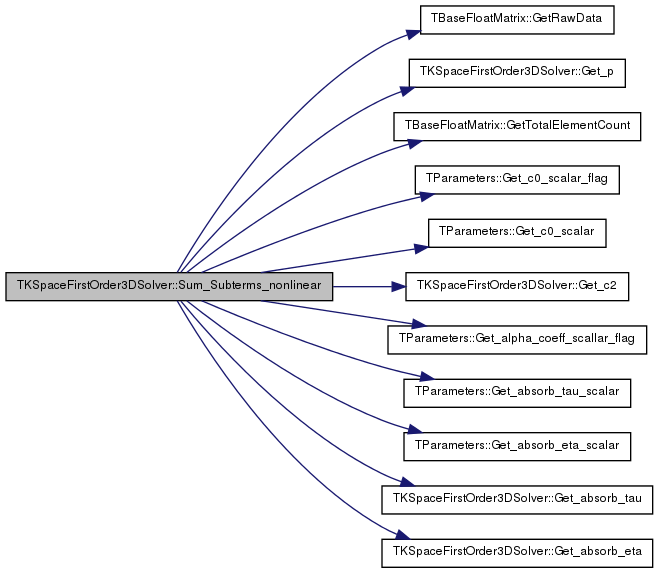 TBaseFloatMatrix::GetRawData
TKSpaceFirstOrder3DSolver::Get_p
TBaseFloatMatrix::GetTotalElementCount
TParameters::Get_c0_scalar_flag
TParameters::Get_c0_scalar
TKSpaceFirstOrder3DSolver::Sum_Subterms_nonlinear
TKSpaceFirstOrder3DSolver::Get_c2
TParameters::Get_alpha_coeff_scallar_flag
TParameters::Get_absorb_tau_scalar
TParameters::Get_absorb_eta_scalar
TKSpaceFirstOrder3DSolver::Get_absorb_tau
TKSpaceFirstOrder3DSolver::Get_absorb_eta